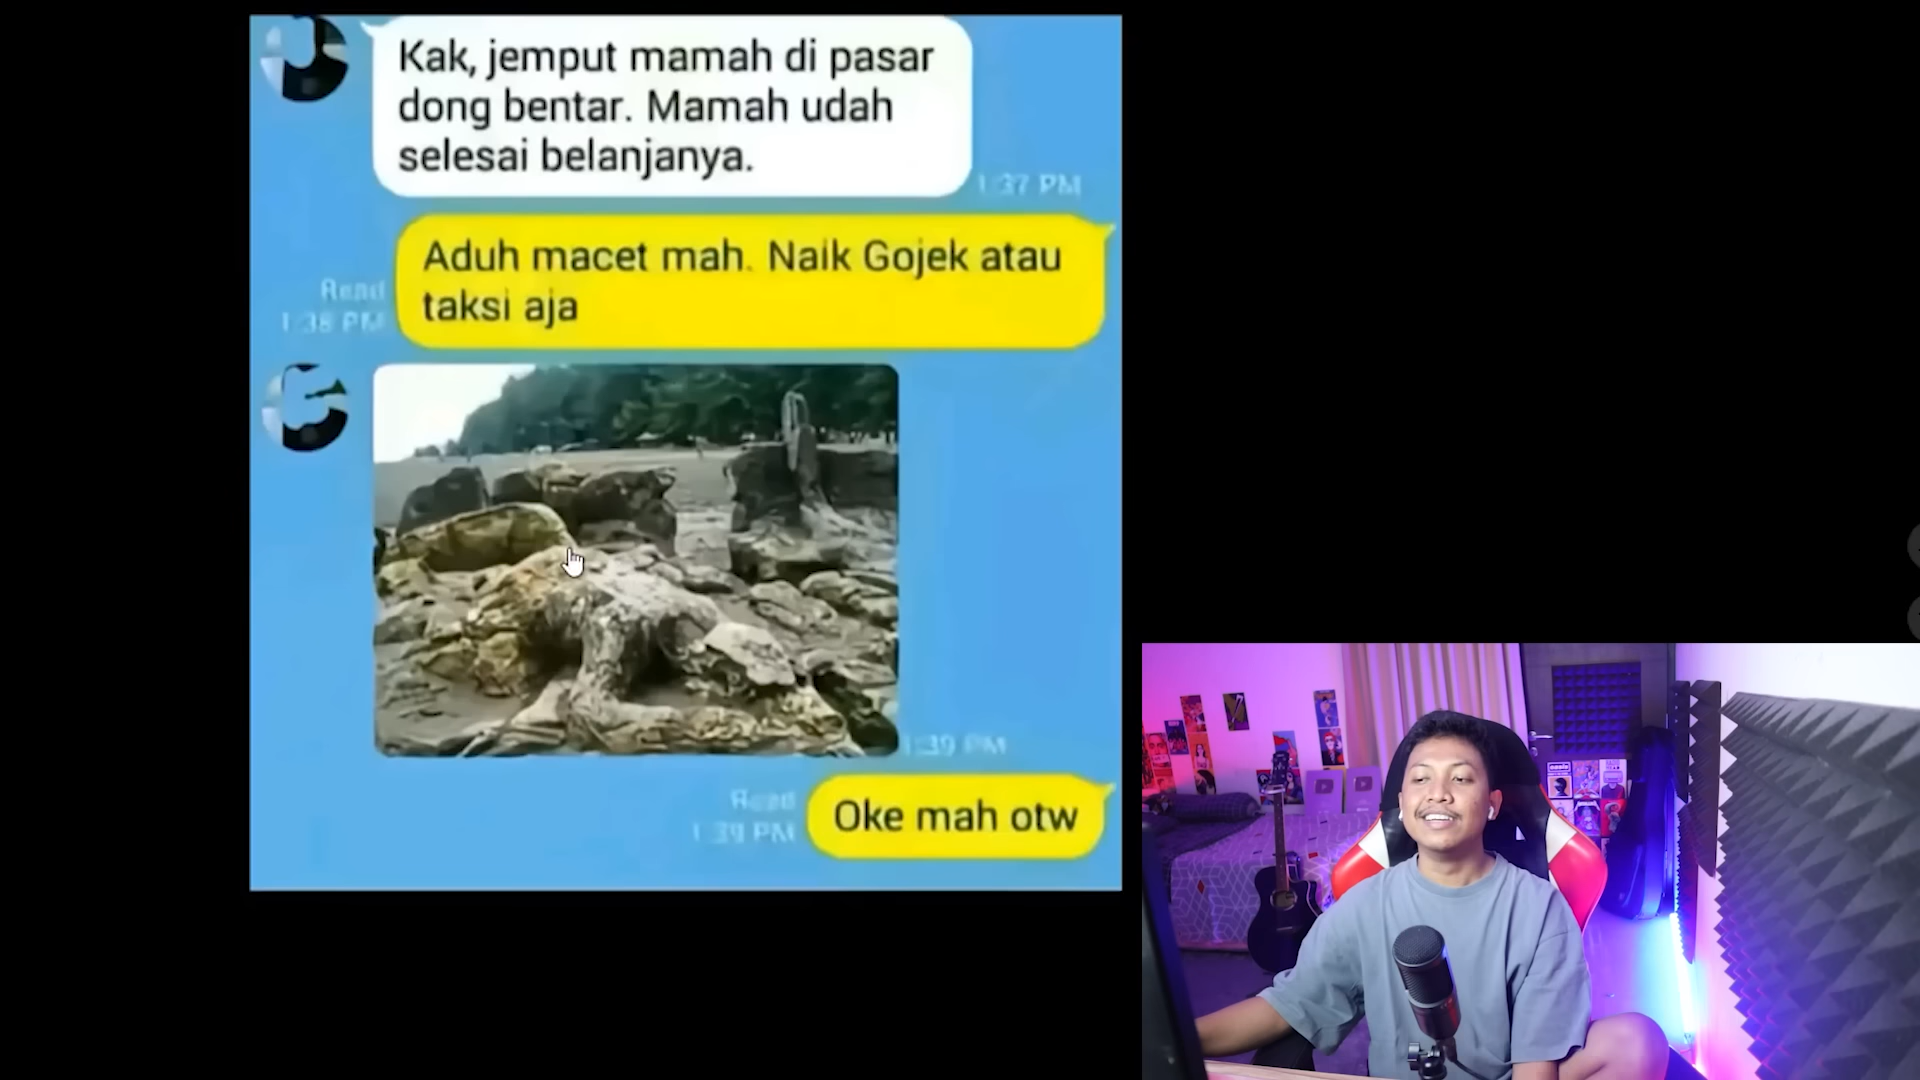 Kak, jemput mamah di pasar
dong bentar. Mamah udah
selesai belanjanya.
1:37 PM
Aduh macet mah. Naik Gojek atau
taksi aja
Read
1:38 PM
1:39 PM
Oke mah otw
Read
1:39 PM